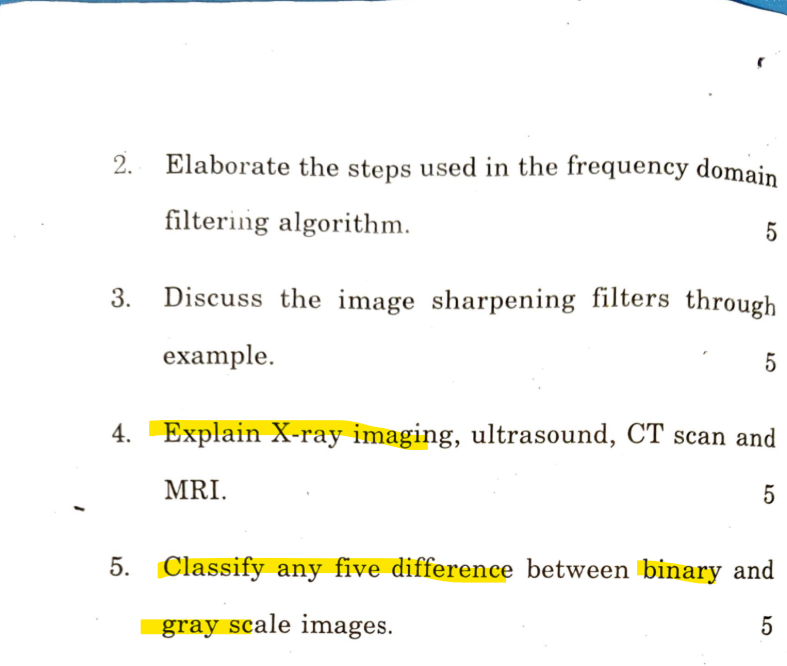 2. Elaborate the steps used in the frequency domain
filtering algorithm. 5
3. Discuss the image sharpening filters through
example. 5
4. Explain X-ray imaging, ultrasound, CT scan and
MRI. 5
5. Classify any five difference between binary and
gray scale images. 5